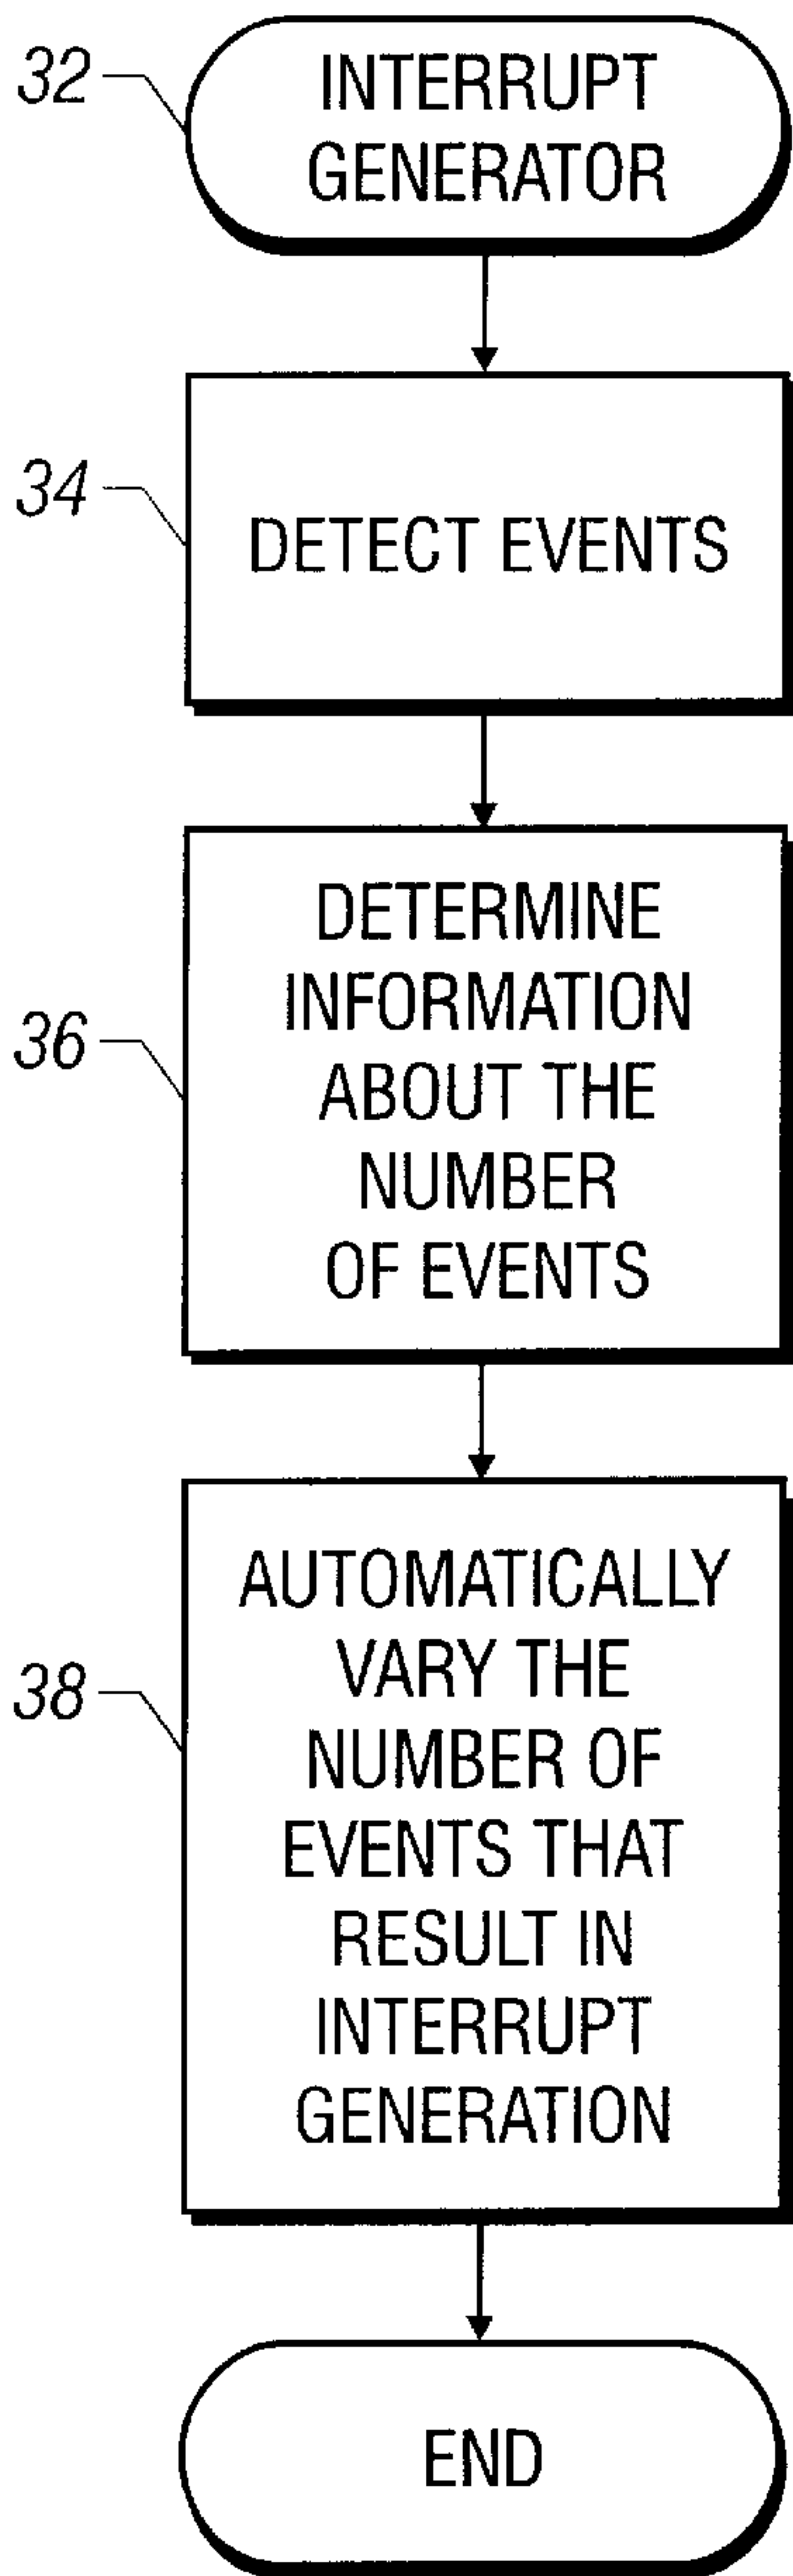 32
INTERRUPT
GENERATOR
34
DETECT EVENTS
36
DETERMINE
INFORMATION
ABOUT THE
NUMBER
OF EVENTS
38
AUTOMATICALLY
VARY THE
NUMBER OF
EVENTS THAT
RESULT IN
INTERRUPT
GENERATION
END